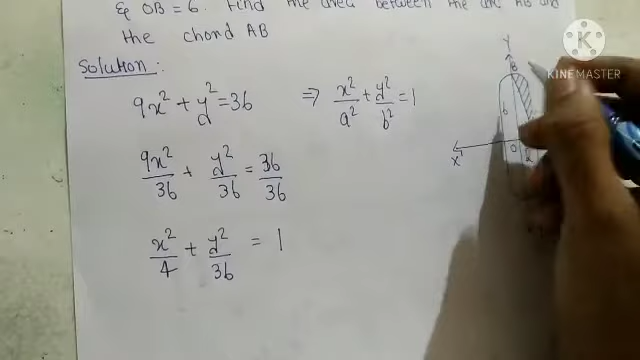 & OB = 6. Find the area between the arc AB and
the chord AB
Solution:
9x² + y² = 36 ⇒ x²/a² + y²/b² = 1
9x²/36 + y²/36 = 36/36
x²/4 + y²/36 = 1
Y
B
6
X'
O
2
K
KINEMASTER